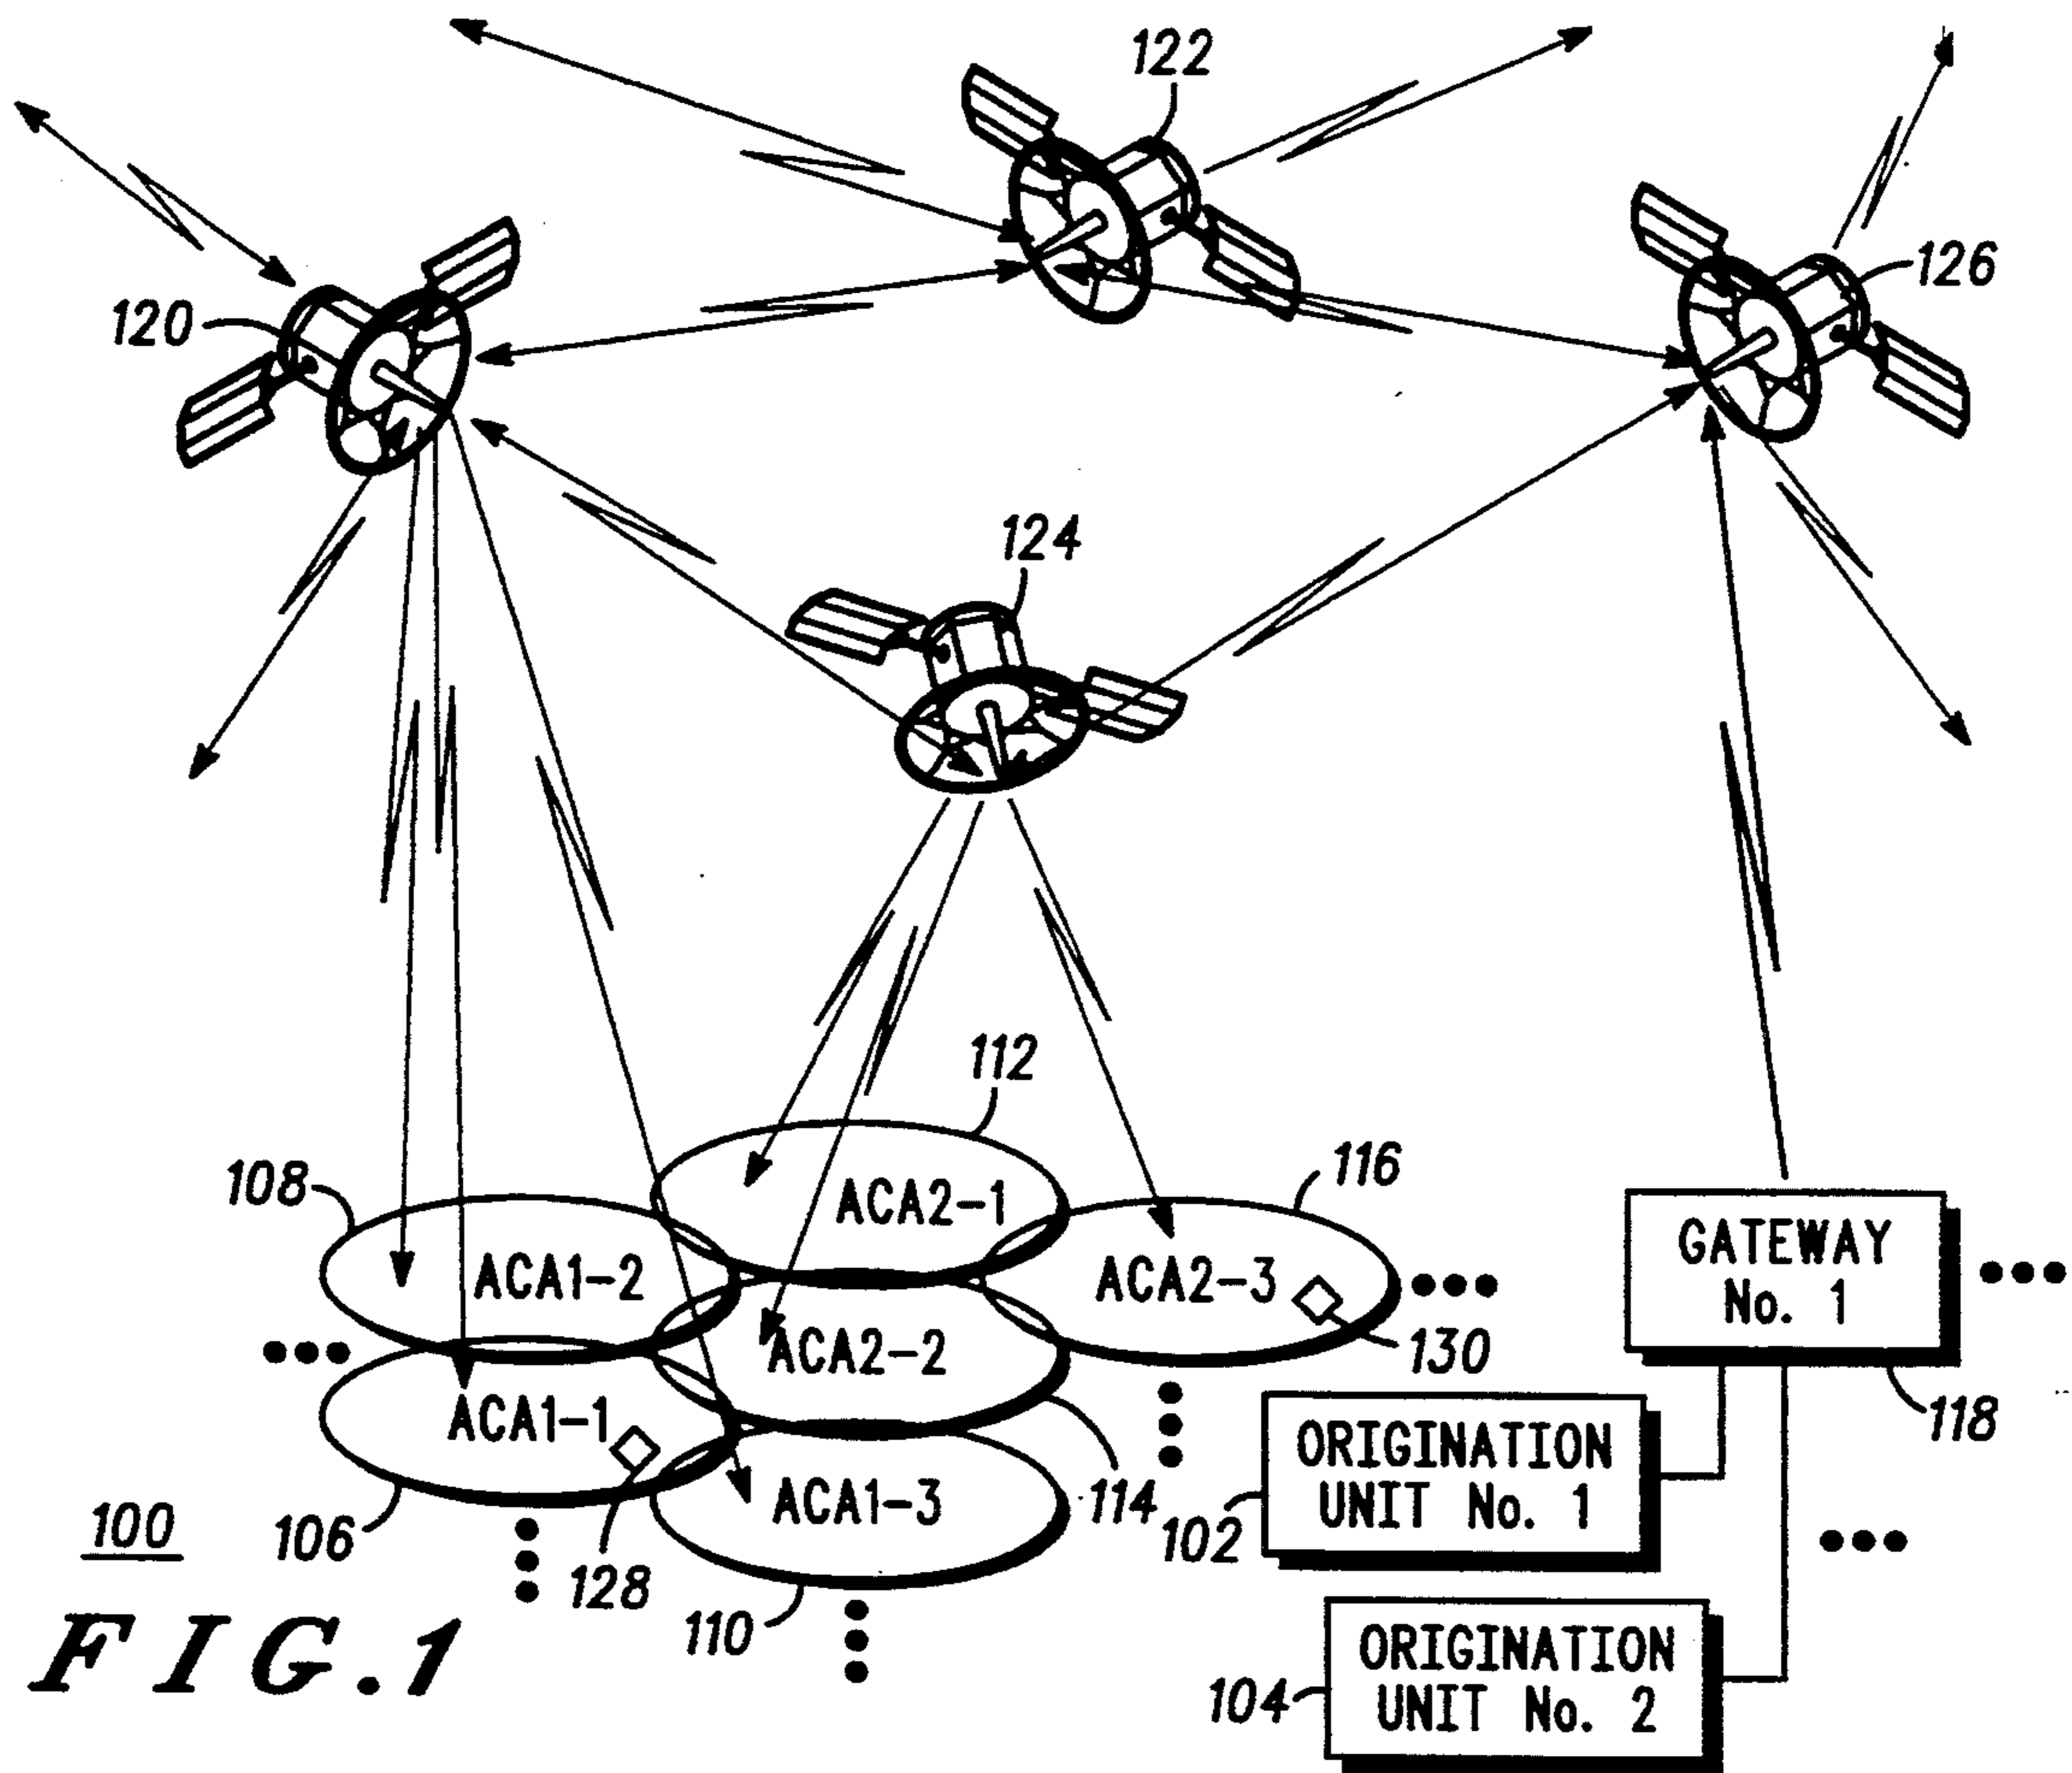 122
126
120
124
112
108
116
ACA2-1
ACA1-2
ACA2-3
GATEWAY
No. 1
ACA2-2
130
ACA1-1
118
ORIGINATION
UNIT No. 1
ACA1-3
114
102
100
106
128
110
ORIGINATION
UNIT No. 2
104
FIG.1